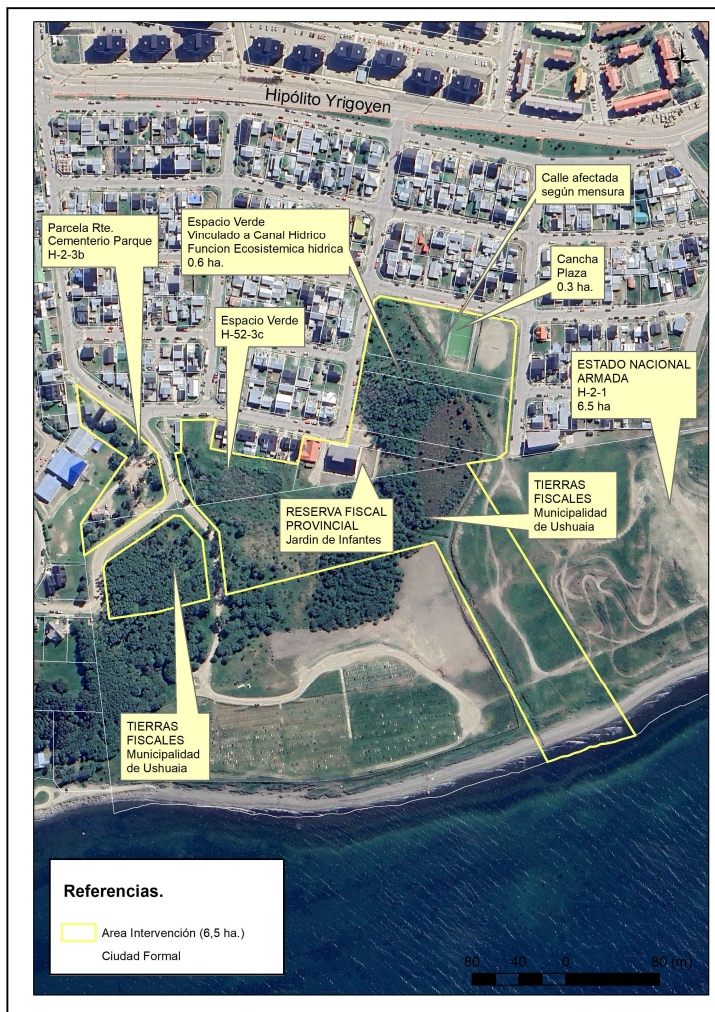 Hipólito Yrigoyen
Calle afectada
según mensura
Parcela Rte.
Cementerio Parque
H-2-3b
Espacio Verde
Vinculado a Canal Hidrico
Funcion Ecosistemica hidrica
0.6 ha.
Cancha
Plaza
0.3 ha.
Espacio Verde
H-52-3c
ESTADO NACIONAL
ARMADA
H-2-1
6.5 ha
RESERVA FISCAL
PROVINCIAL
Jardin de Infantes
TIERRAS
FISCALES
Municipalidad
de Ushuaia
TIERRAS
FISCALES
Municipalidad
de Ushuaia
Referencias.
Area Intervención (6,5 ha.)
Ciudad Formal
80 40 0 80 (m)